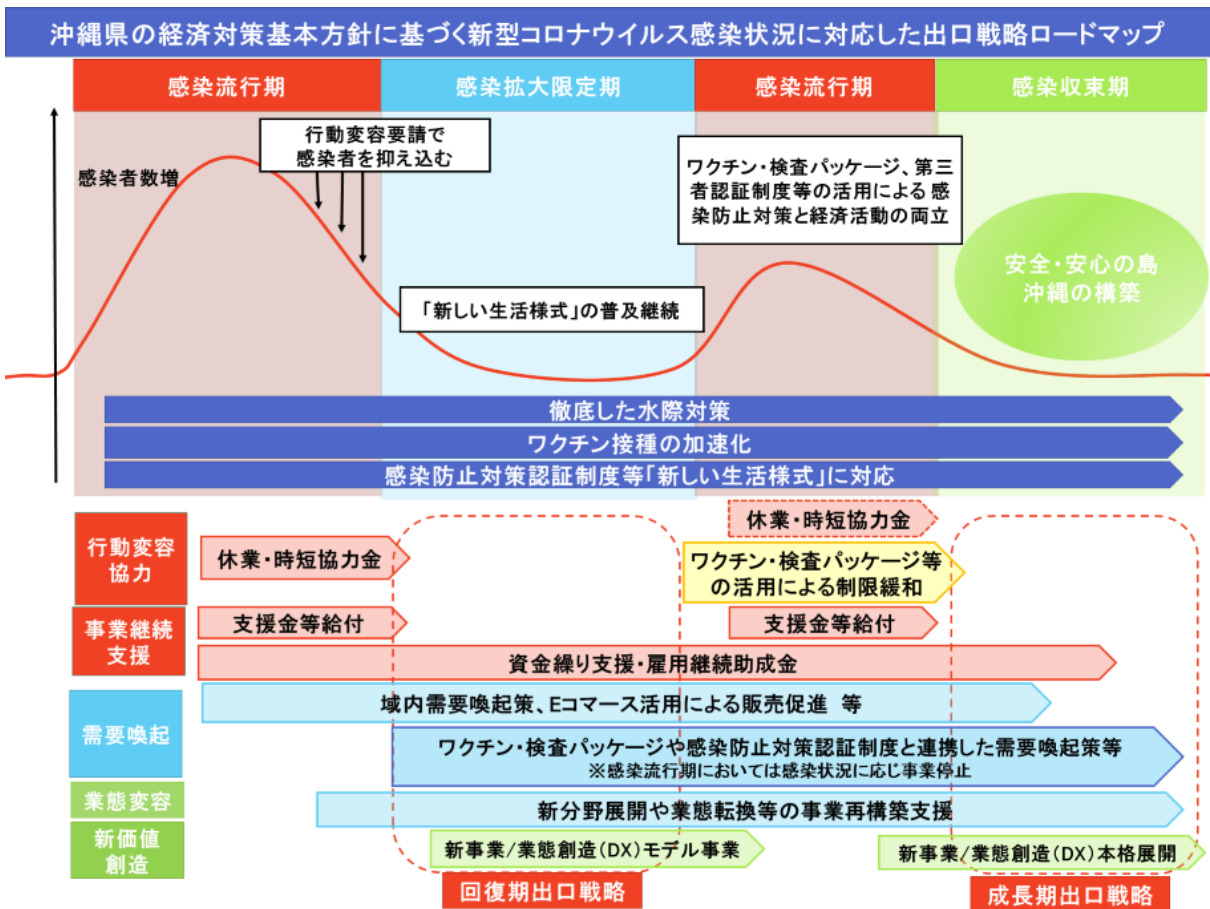 沖縄県の経済対策基本方針に基づく新型コロナウイルス感染状況に対応した出口戦略ロードマップ
感染流行期
感染拡大限定期
感染流行期
感染収束期
感染者数増
行動変容要請で
感染者を抑え込む
ワクチン・検査パッケージ、第三
者認証制度等の活用による感
染防止対策と経済活動の両立
「新しい生活様式」の普及継続
安全・安心の島
沖縄の構築
徹底した水際対策
ワクチン接種の加速化
感染防止対策認証制度等「新しい生活様式」に対応
行動変容
協力
休業・時短協力金
休業・時短協力金
ワクチン・検査パッケージ等
の活用による制限緩和
事業継続
支援
支援金等給付
支援金等給付
資金繰り支援・雇用継続助成金
需要喚起
域内需要喚起策、Eコマース活用による販売促進 等
ワクチン・検査パッケージや感染防止対策認証制度と連携した需要喚起策等
※感染流行期においては感染状況に応じ事業停止
業態変容
新分野展開や業態転換等の事業再構築支援
新価値
創造
新事業/業態創造(DX)モデル事業
新事業/業態創造(DX)本格展開
回復期出口戦略
成長期出口戦略